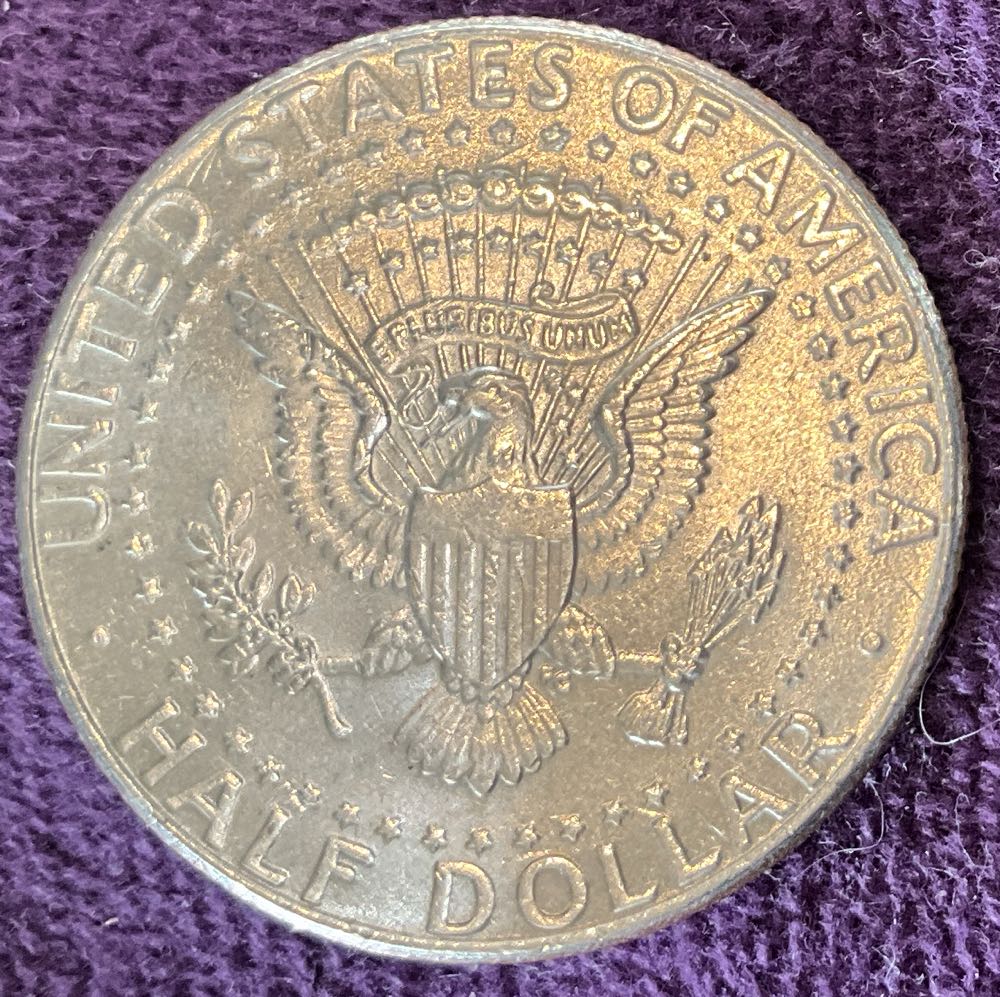 UNITED STATES OF AMERICA
E PLURIBUS UNUM
HALF DOLLAR